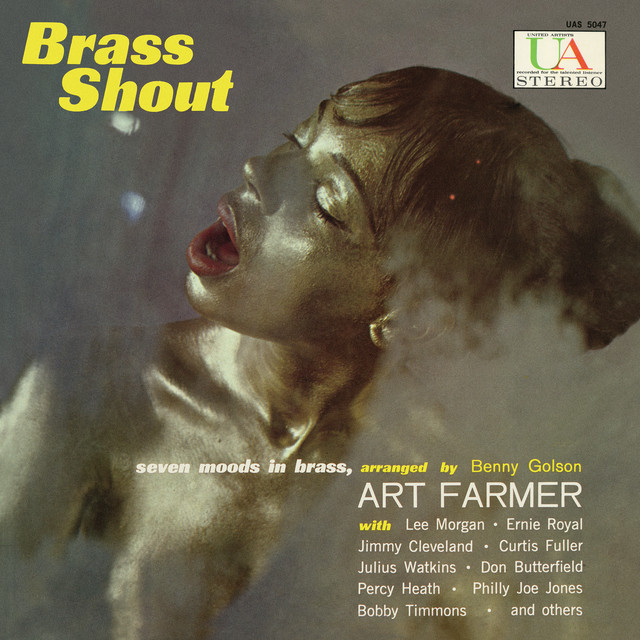 Brass
Shout
UAS 5047
UNITED ARTISTS
UA
recorded for the talented listener
STEREO
seven moods in brass, arranged by Benny Golson
ART FARMER
with Lee Morgan • Ernie Royal
Jimmy Cleveland • Curtis Fuller
Julius Watkins • Don Butterfield
Percy Heath • Philly Joe Jones
Bobby Timmons • and others